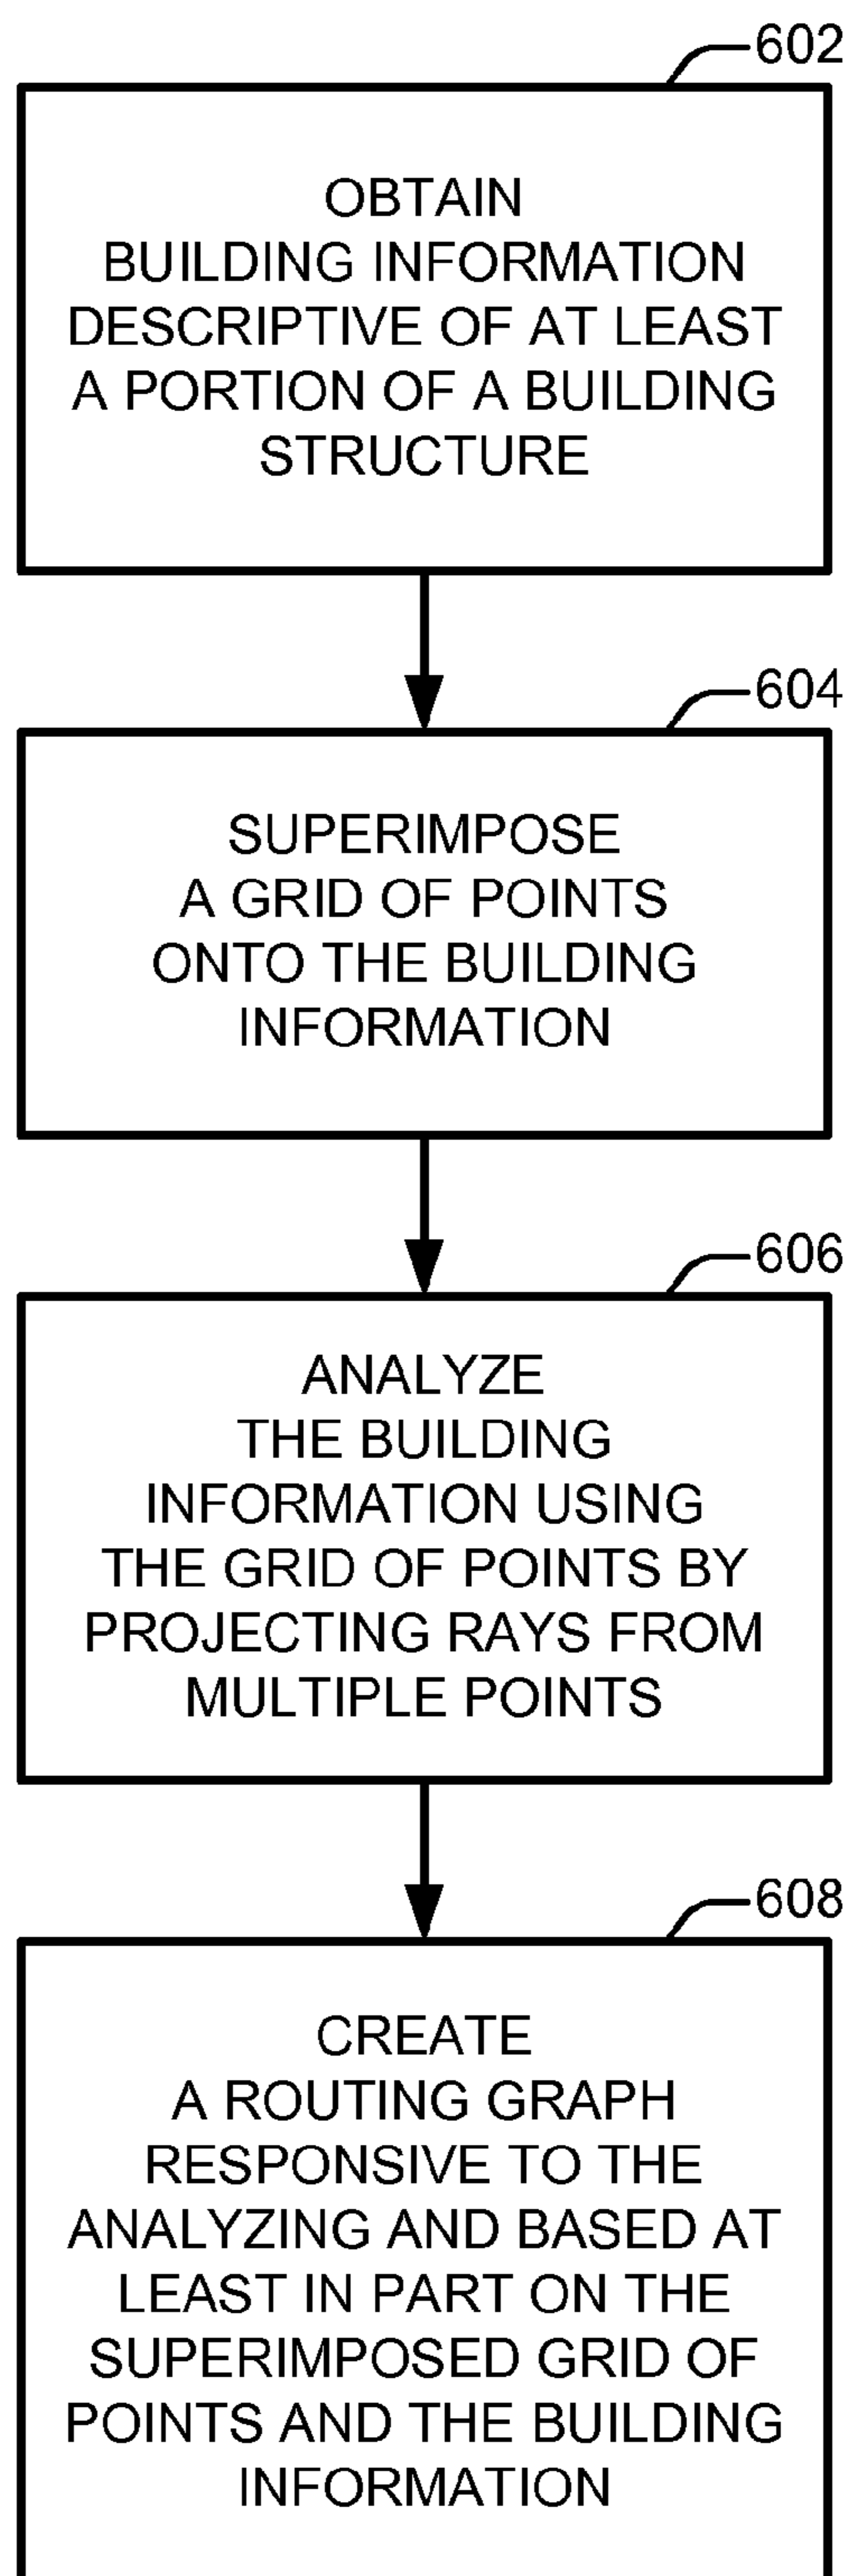 602
OBTAIN
BUILDING INFORMATION
DESCRIPTIVE OF AT LEAST
A PORTION OF A BUILDING
STRUCTURE
604
SUPERIMPOSE
A GRID OF POINTS
ONTO THE BUILDING
INFORMATION
606
ANALYZE
THE BUILDING
INFORMATION USING
THE GRID OF POINTS BY
PROJECTING RAYS FROM
MULTIPLE POINTS
608
CREATE
A ROUTING GRAPH
RESPONSIVE TO THE
ANALYZING AND BASED AT
LEAST IN PART ON THE
SUPERIMPOSED GRID OF
POINTS AND THE BUILDING
INFORMATION